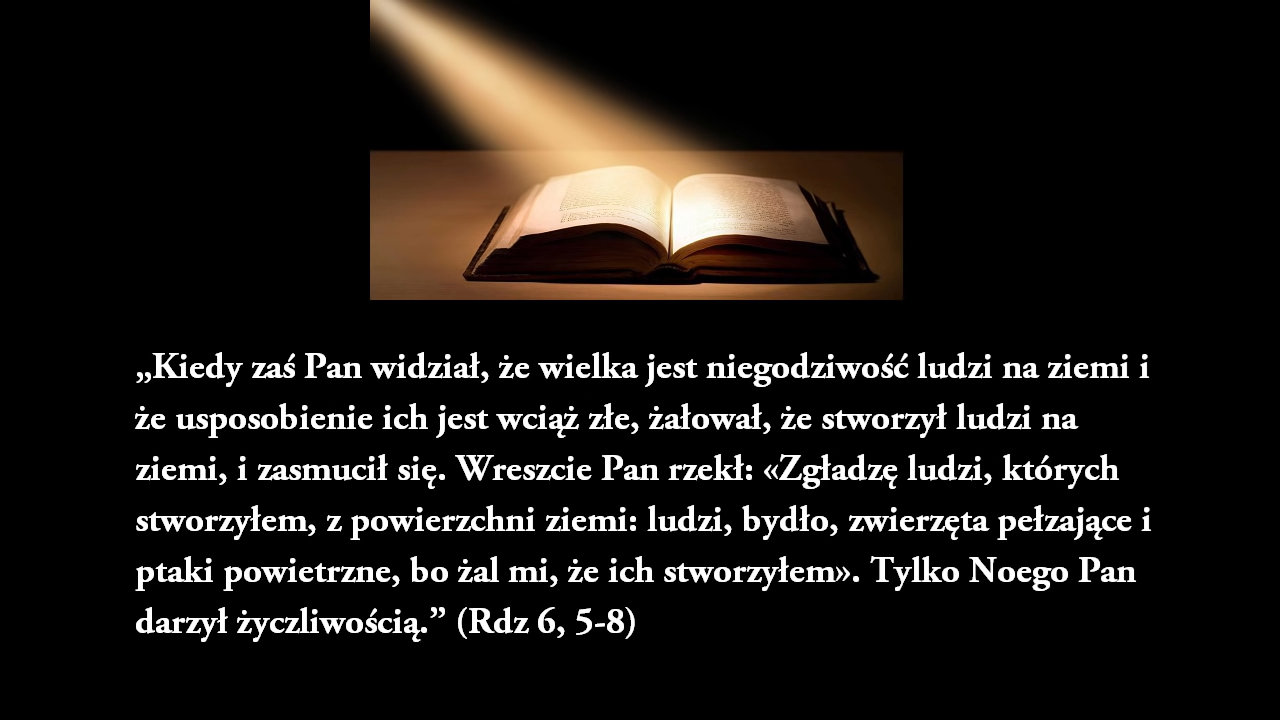 „Kiedy zaś Pan widział, że wielka jest niegodziwość ludzi na ziemi i
że usposobienie ich jest wciąż złe, żałował, że stworzył ludzi na
ziemi, i zasmucił się. Wreszcie Pan rzekł: «Zgładzę ludzi, których
stworzyłem, z powierzchni ziemi: ludzi, bydło, zwierzęta pełzające i
ptaki powietrzne, bo żal mi, że ich stworzyłem». Tylko Noego Pan
darzył życzliwością.” (Rdz 6, 5-8)